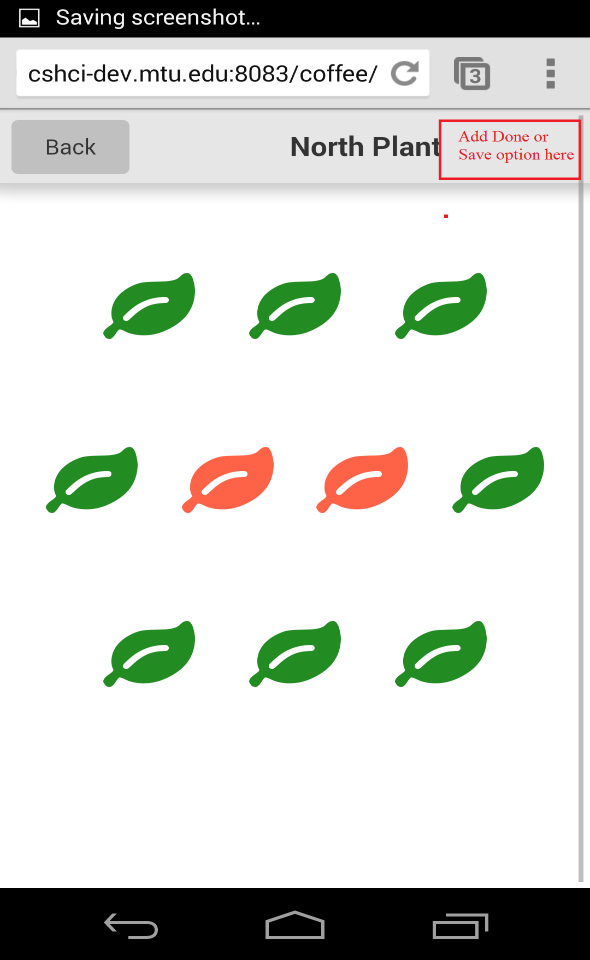 Saving screenshot...
cshci-dev.mtu.edu:8083/coffee/
3
Back
North Plant
Add Done or
Save option here